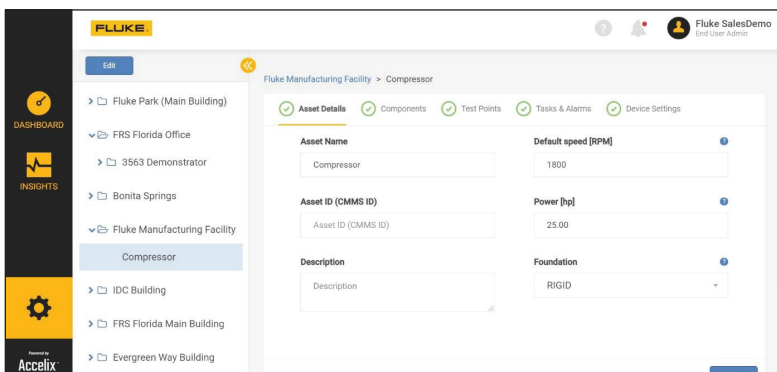 FLUKE.
Fluke SalesDemo
End User Admin
Edit
DASHBOARD
INSIGHTS
Powered by
Accelix
Fluke Park (Main Building)
FRS Florida Office
3563 Demonstrator
Bonita Springs
Fluke Manufacturing Facility
Compressor
IDC Building
FRS Florida Main Building
Evergreen Way Building
Fluke Manufacturing Facility > Compressor
Asset Details Components Test Points Tasks & Alarms Device Settings
Asset Name
Compressor
Default speed [RPM]
1800
Asset ID (CMMS ID)
Asset ID (CMMS ID)
Power [hp]
25.00
Description
Description
Foundation
RIGID